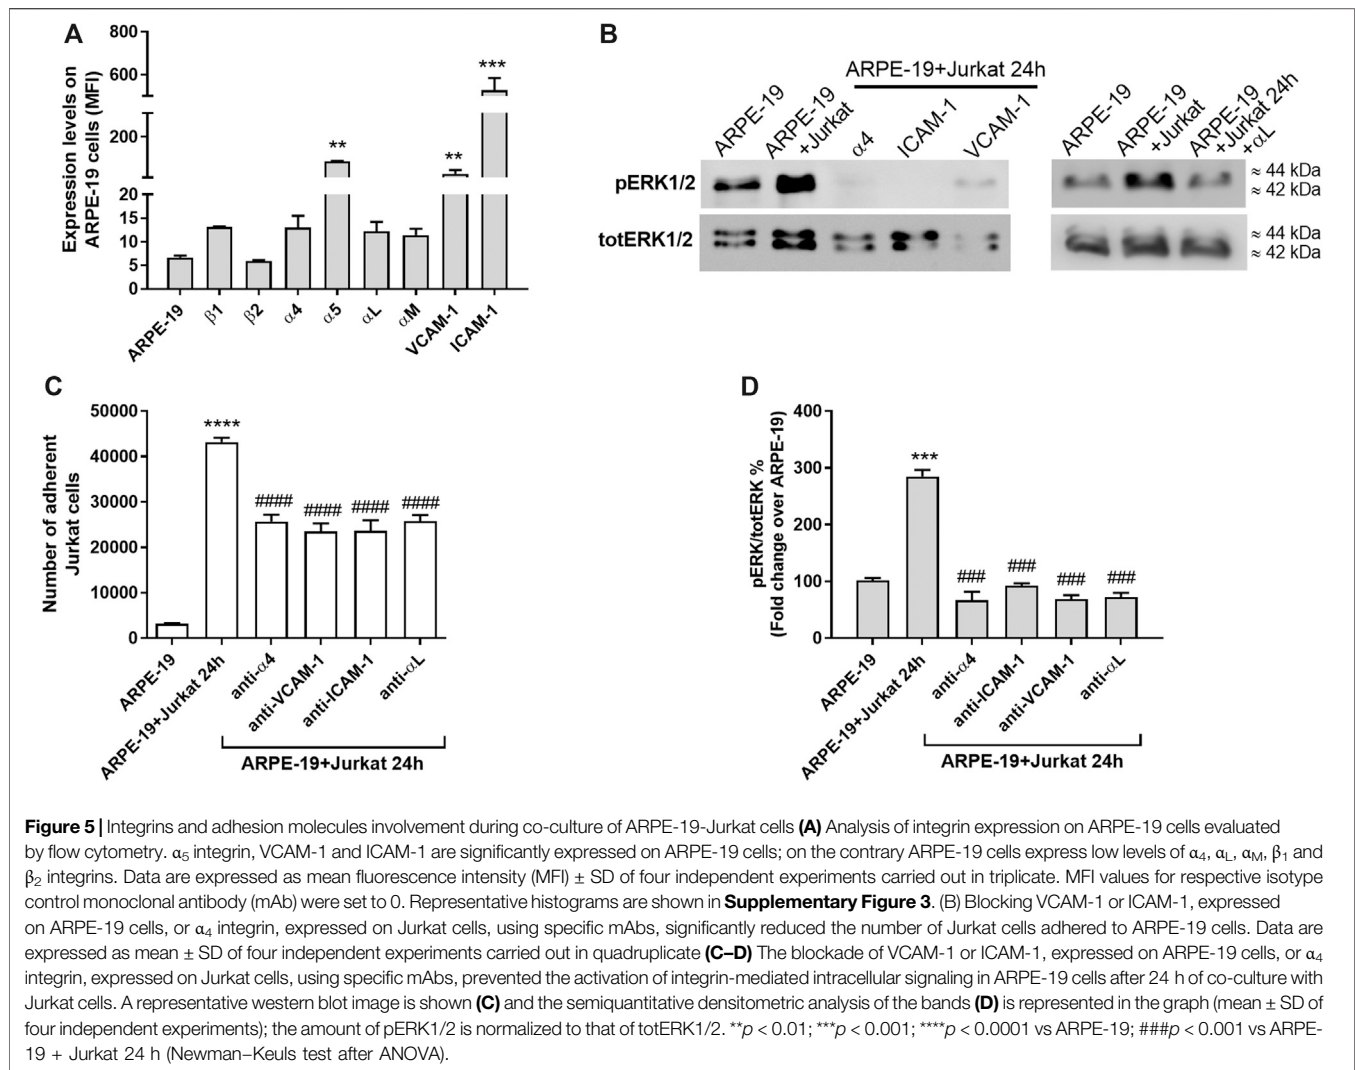 A
Expression levels on
ARPE-19 cells (MFI)
800
600
200
20
15
10
5
0
**
**
***
ARPE-19
β1
β2
α4
α5
αL
αM
VCAM-1
ICAM-1
B
ARPE-19+Jurkat 24h
ARPE-19
ARPE-19
+Jurkat
α4
ICAM-1
VCAM-1
ARPE-19
ARPE-19
+Jurkat
ARPE-19
+Jurkat 24h
+αL
pERK1/2
≈ 44 kDa
≈ 42 kDa
totERK1/2
≈ 44 kDa
≈ 42 kDa
C
Number of adherent
Jurkat cells
50000
40000
30000
20000
10000
0
****
####
####
####
####
ARPE-19
ARPE-19+Jurkat 24h
anti-α4
anti-VCAM-1
anti-ICAM-1
anti-αL
ARPE-19+Jurkat 24h
D
pERK/totERK %
(Fold change over ARPE-19)
400
300
200
100
0
***
###
###
###
###
ARPE-19
ARPE-19+Jurkat 24h
anti-α4
anti-ICAM-1
anti-VCAM-1
anti-αL
ARPE-19+Jurkat 24h
Figure 5 | Integrins and adhesion molecules involvement during co-culture of ARPE-19-Jurkat cells (A) Analysis of integrin expression on ARPE-19 cells evaluated
by flow cytometry. α5 integrin, VCAM-1 and ICAM-1 are significantly expressed on ARPE-19 cells; on the contrary ARPE-19 cells express low levels of α4, αL, αM, β1 and
β2 integrins. Data are expressed as mean fluorescence intensity (MFI) ± SD of four independent experiments carried out in triplicate. MFI values for respective isotype
control monoclonal antibody (mAb) were set to 0. Representative histograms are shown in Supplementary Figure 3. (B) Blocking VCAM-1 or ICAM-1, expressed
on ARPE-19 cells, or α4 integrin, expressed on Jurkat cells, using specific mAbs, significantly reduced the number of Jurkat cells adhered to ARPE-19 cells. Data are
expressed as mean ± SD of four independent experiments carried out in quadruplicate (C–D) The blockade of VCAM-1 or ICAM-1, expressed on ARPE-19 cells, or α4
integrin, expressed on Jurkat cells, using specific mAbs, prevented the activation of integrin-mediated intracellular signaling in ARPE-19 cells after 24 h of co-culture with
Jurkat cells. A representative western blot image is shown (C) and the semiquantitative densitometric analysis of the bands (D) is represented in the graph (mean ± SD of
four independent experiments); the amount of pERK1/2 is normalized to that of totERK1/2. **p < 0.01; ***p < 0.001; ****p < 0.0001 vs ARPE-19; ###p < 0.001 vs ARPE-
19 + Jurkat 24 h (Newman–Keuls test after ANOVA).